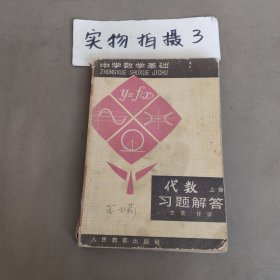 实物拍摄3
中学数学基础
ZHONGXUE SHUXUE JICHU
y=f(x)
代数 上册
习题解答
人民教育出版社